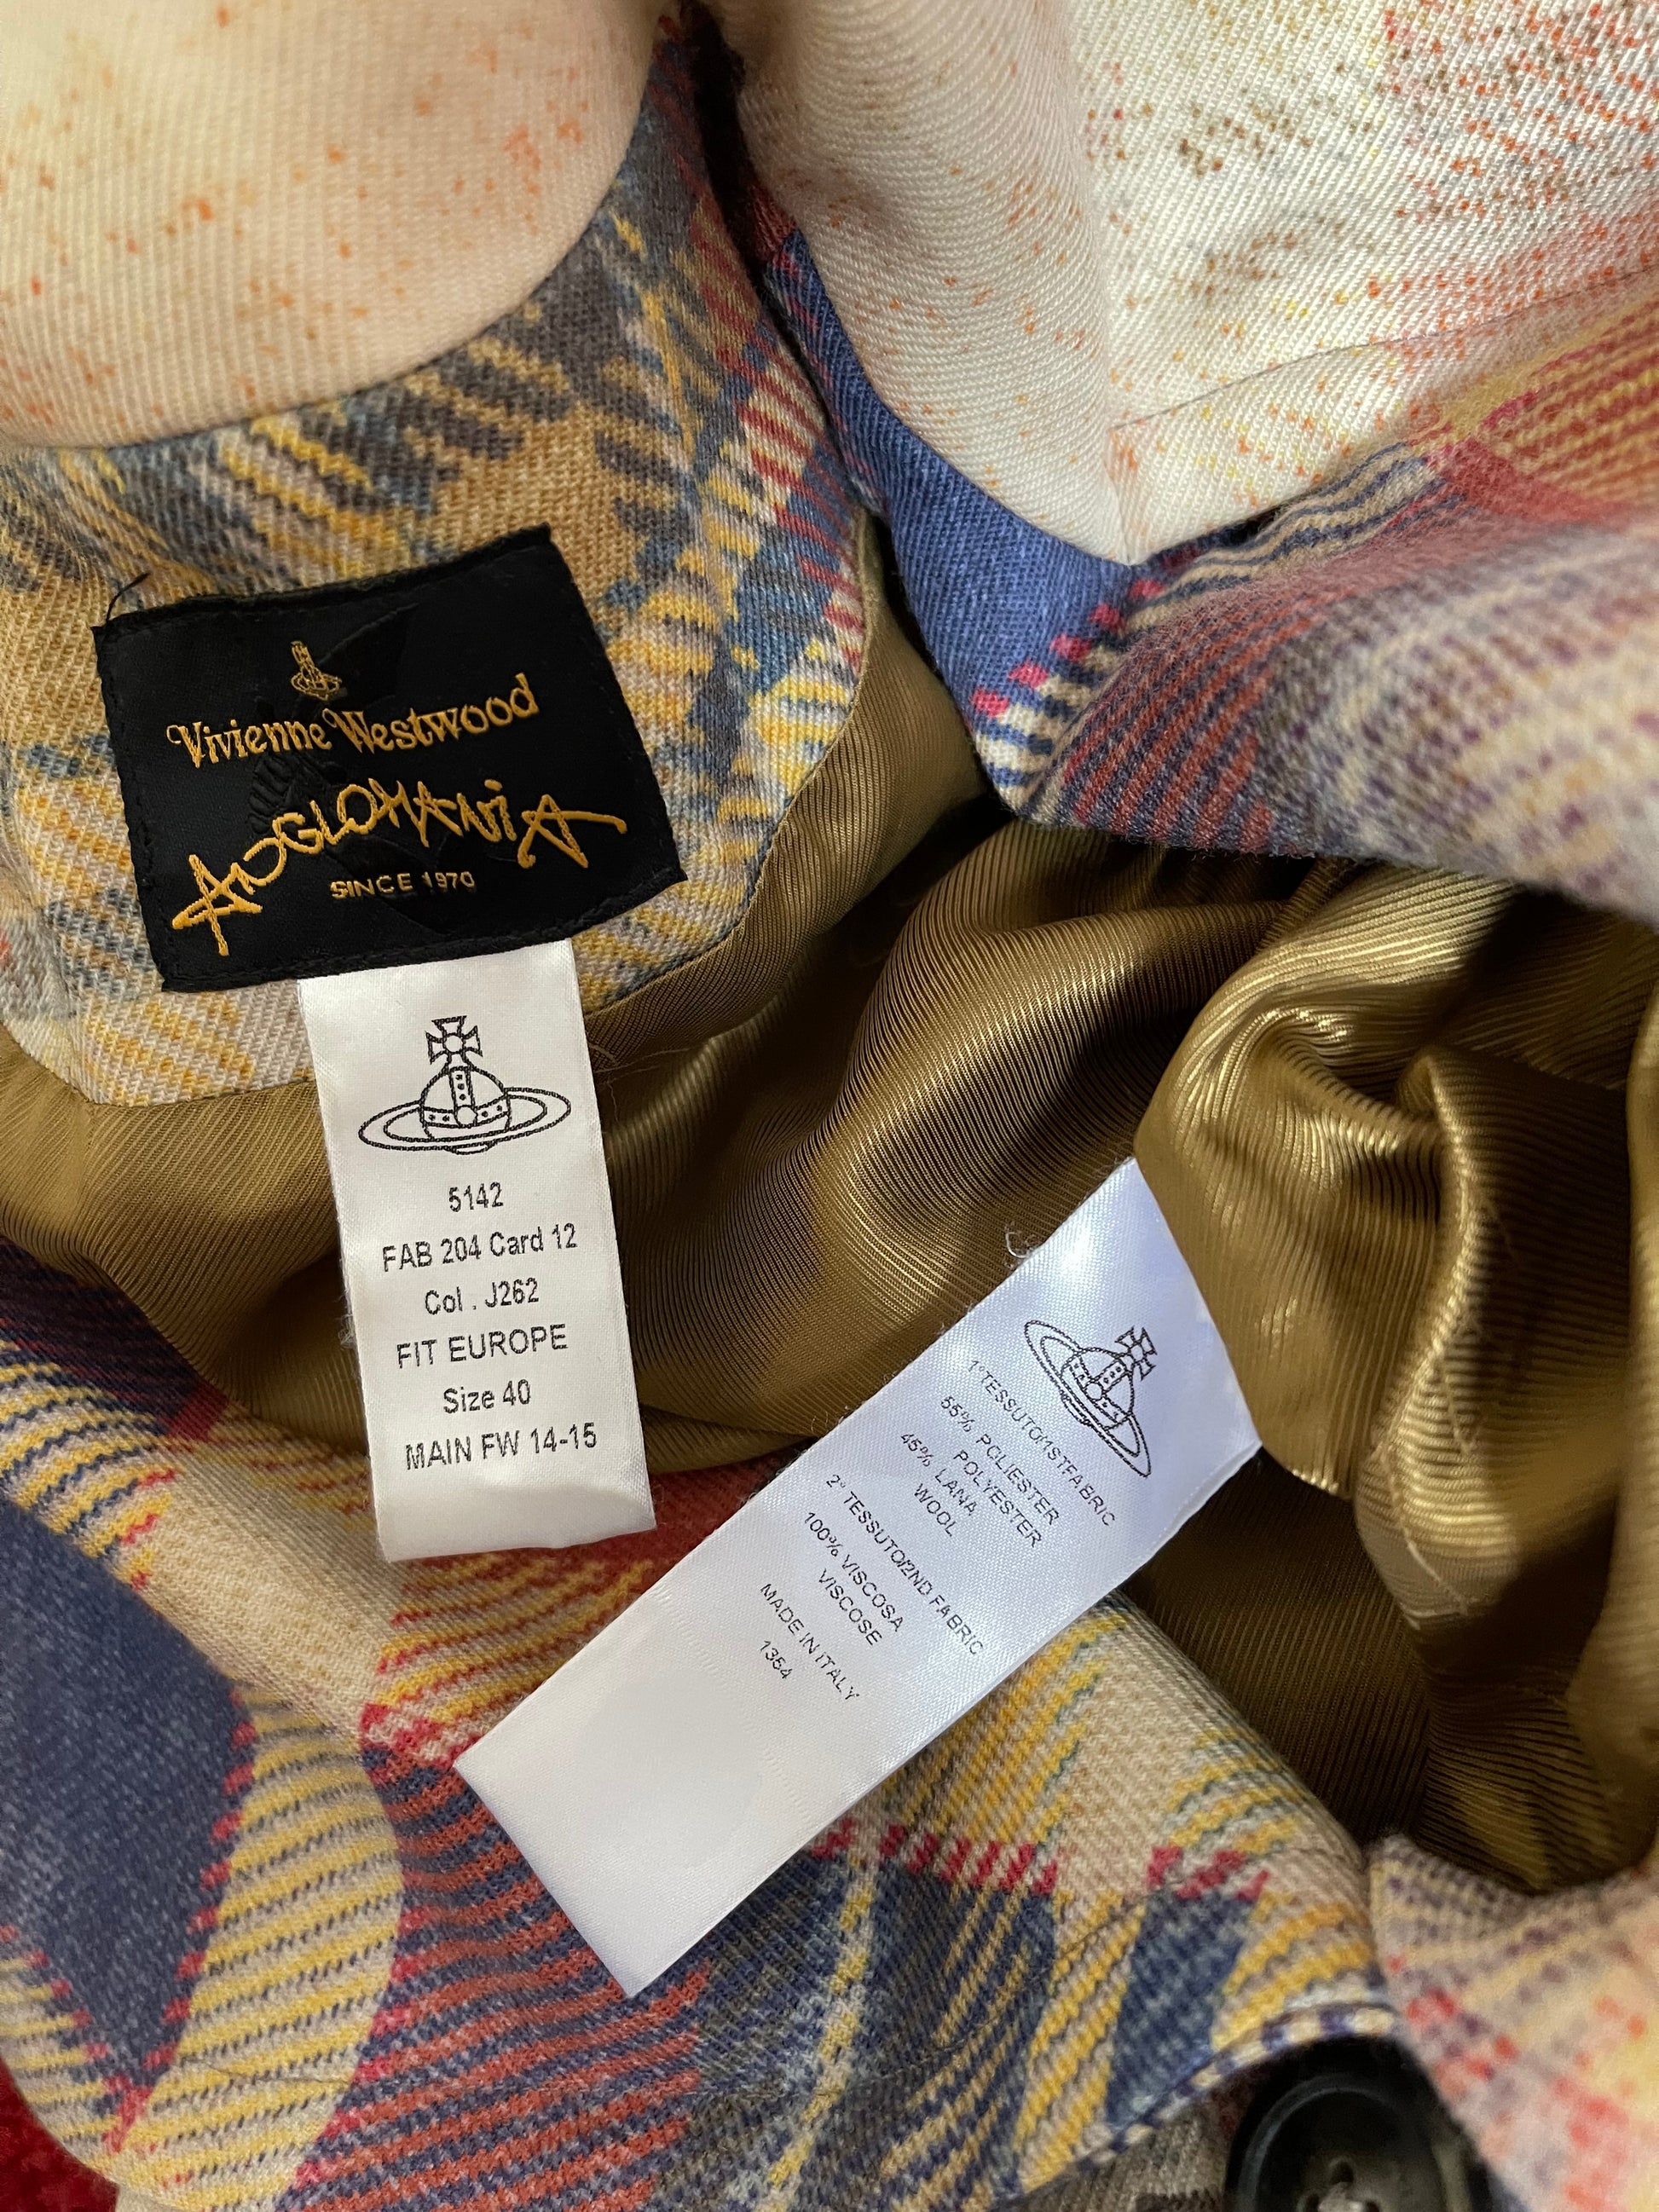 Vivienne Westwood
ANGLOMANiA
SINCE 1970
5142
FAB 204 Card 12
Col . J262
FIT EUROPE
Size 40
MAIN FW 14-15
1°TESSUTO/1STFABRIC
55% POLIESTER
POLYESTER
45% LANA
WOOL
2° TESSUTO/2ND FABRIC
100% VISCOSA
VISCOSE
MADE IN ITALY
1354